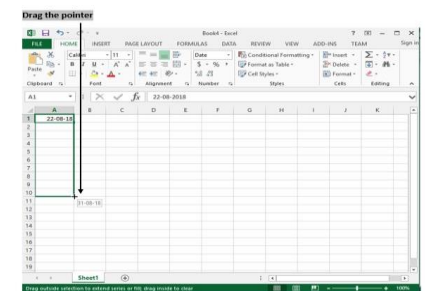 Drag the pointer
Book4 - Excel
FILE HOME INSERT PAGE LAYOUT FORMULAS DATA REVIEW VIEW ADD-INS TEAM Sign in
Calibri 11 Date Conditional Formatting Insert
Paste B I U A A $ % Format as Table Delete
Cell Styles Format
Clipboard Font Alignment Number Styles Cells Editing
A1 fx 22-08-2018
A B C D E F G H I J K
1 22-08-18
2
3
4
5
6
7
8
9
10
11 31-08-18
12
13
14
15
16
17
18
19
Sheet1
Drag outside selection to extend series or fill; drag inside to clear 100%